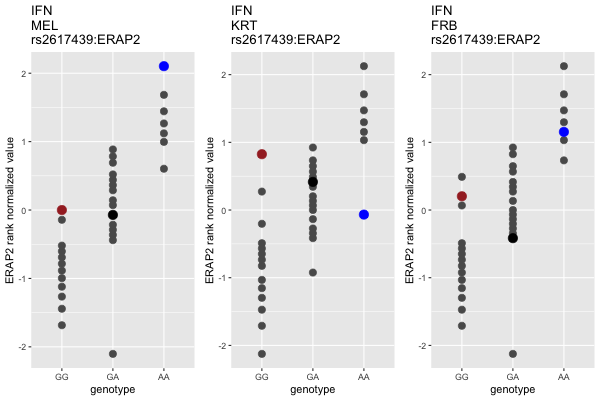 IFN
MEL
rs2617439:ERAP2
ERAP2 rank normalized value
2
1
0
-1
-2
GG
GA
AA
genotype
IFN
KRT
rs2617439:ERAP2
ERAP2 rank normalized value
2
1
0
-1
-2
GG
GA
AA
genotype
IFN
FRB
rs2617439:ERAP2
ERAP2 rank normalized value
2
1
0
-1
-2
GG
GA
AA
genotype